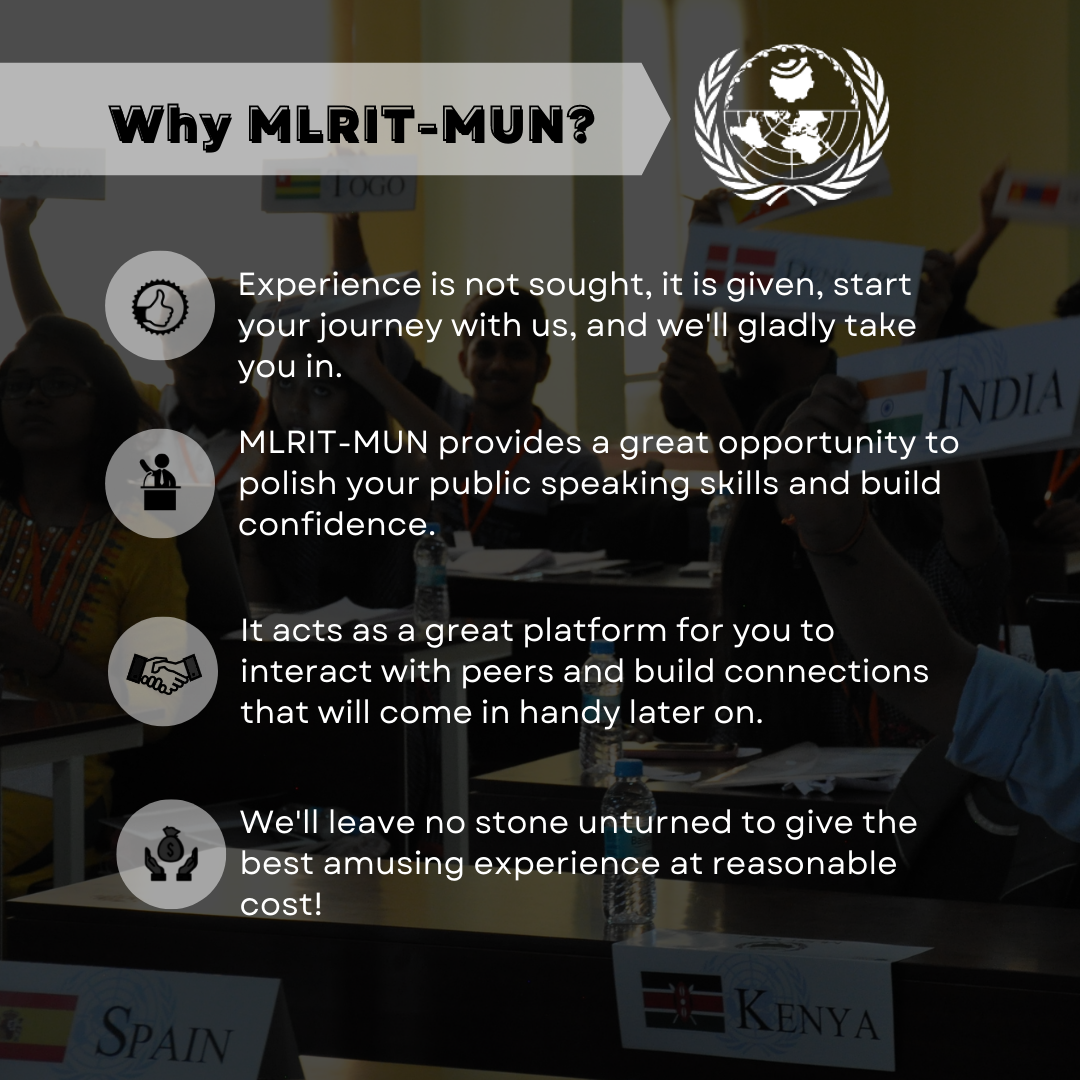 Why MLRIT-MUN?
TOGO
DENMARK
INDIA
Experience is not sought, it is given, start
your journey with us, and we'll gladly take
you in.
MLRIT-MUN provides a great opportunity to
polish your public speaking skills and build
confidence.
It acts as a great platform for you to
interact with peers and build connections
that will come in handy later on.
We'll leave no stone unturned to give the
best amusing experience at reasonable
cost!
SPAIN
KENYA